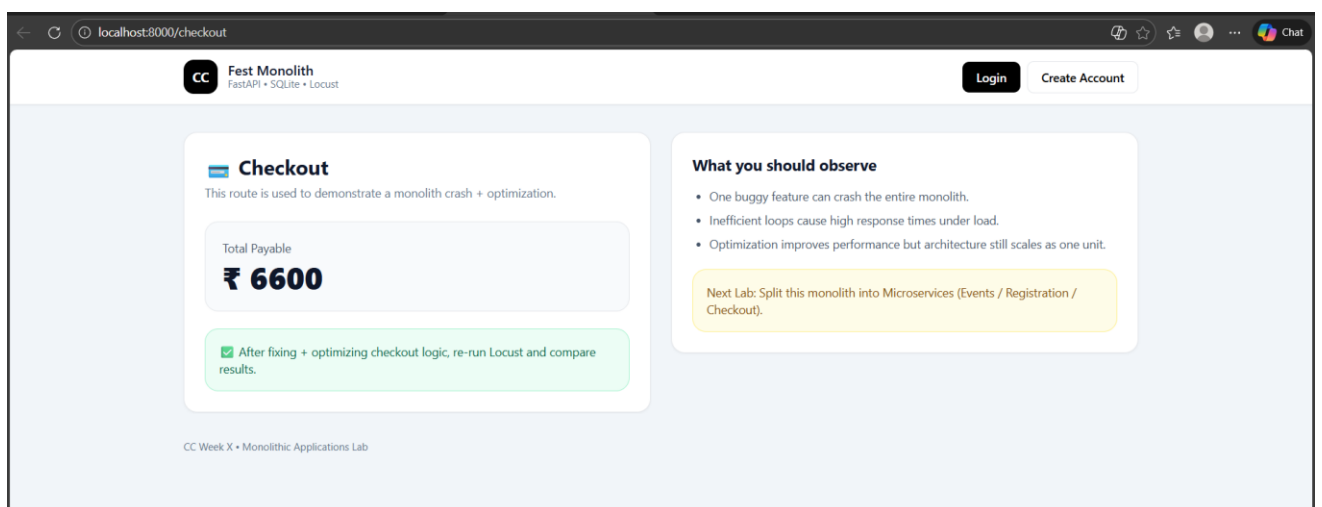 localhost:8000/checkout
Chat
CC
Fest Monolith
FastAPI • SQLite • Locust
Login
Create Account
Checkout
This route is used to demonstrate a monolith crash + optimization.
Total Payable
₹ 6600
✅ After fixing + optimizing checkout logic, re-run Locust and compare
results.
What you should observe
• One buggy feature can crash the entire monolith.
• Inefficient loops cause high response times under load.
• Optimization improves performance but architecture still scales as one unit.
Next Lab: Split this monolith into Microservices (Events / Registration /
Checkout).
CC Week X • Monolithic Applications Lab